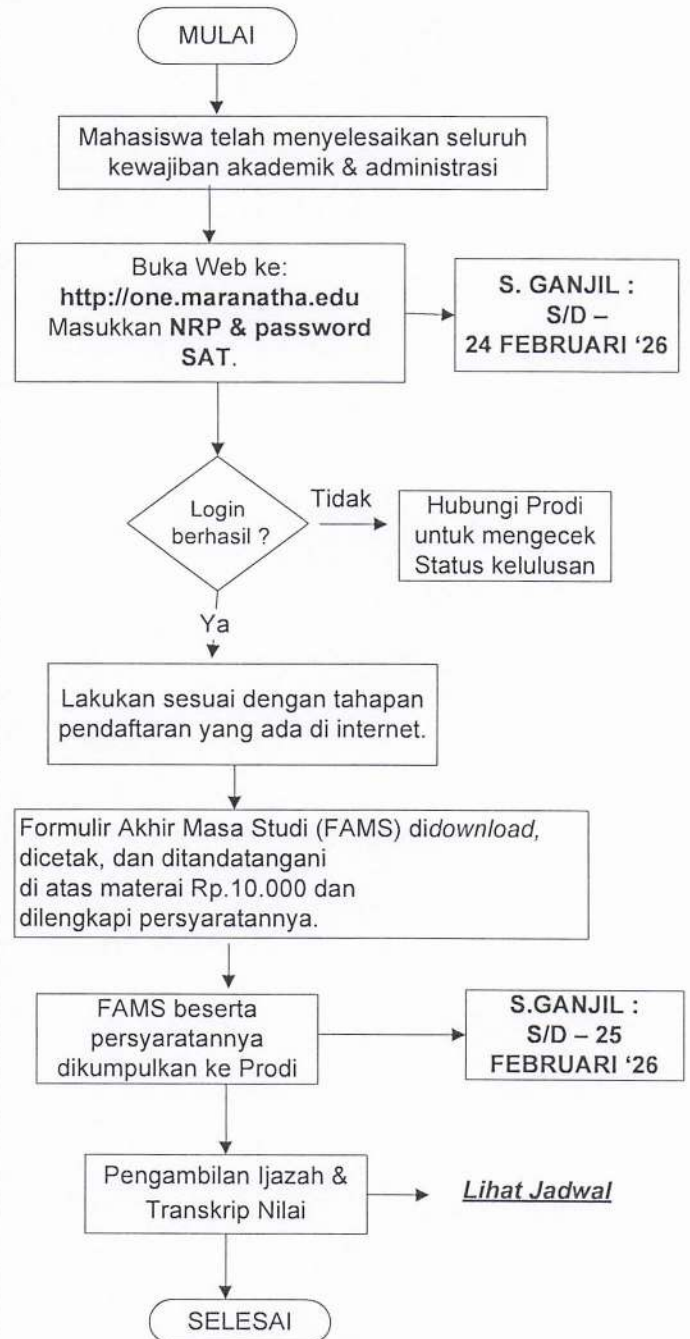 MULAI
Mahasiswa telah menyelesaikan seluruh
kewajiban akademik & administrasi
Buka Web ke:
http://one.maranatha.edu
Masukkan NRP & password
SAT.
S. GANJIL :
S/D –
24 FEBRUARI ‘26
Login
berhasil ?
Tidak
Hubungi Prodi
untuk mengecek
Status kelulusan
Ya
Lakukan sesuai dengan tahapan
pendaftaran yang ada di internet.
Formulir Akhir Masa Studi (FAMS) didownload,
dicetak, dan ditandatangani
di atas materai Rp.10.000 dan
dilengkapi persyaratannya.
FAMS beserta
persyaratannya
dikumpulkan ke Prodi
S.GANJIL :
S/D – 25
FEBRUARI ‘26
Pengambilan Ijazah &
Transkrip Nilai
Lihat Jadwal
SELESAI